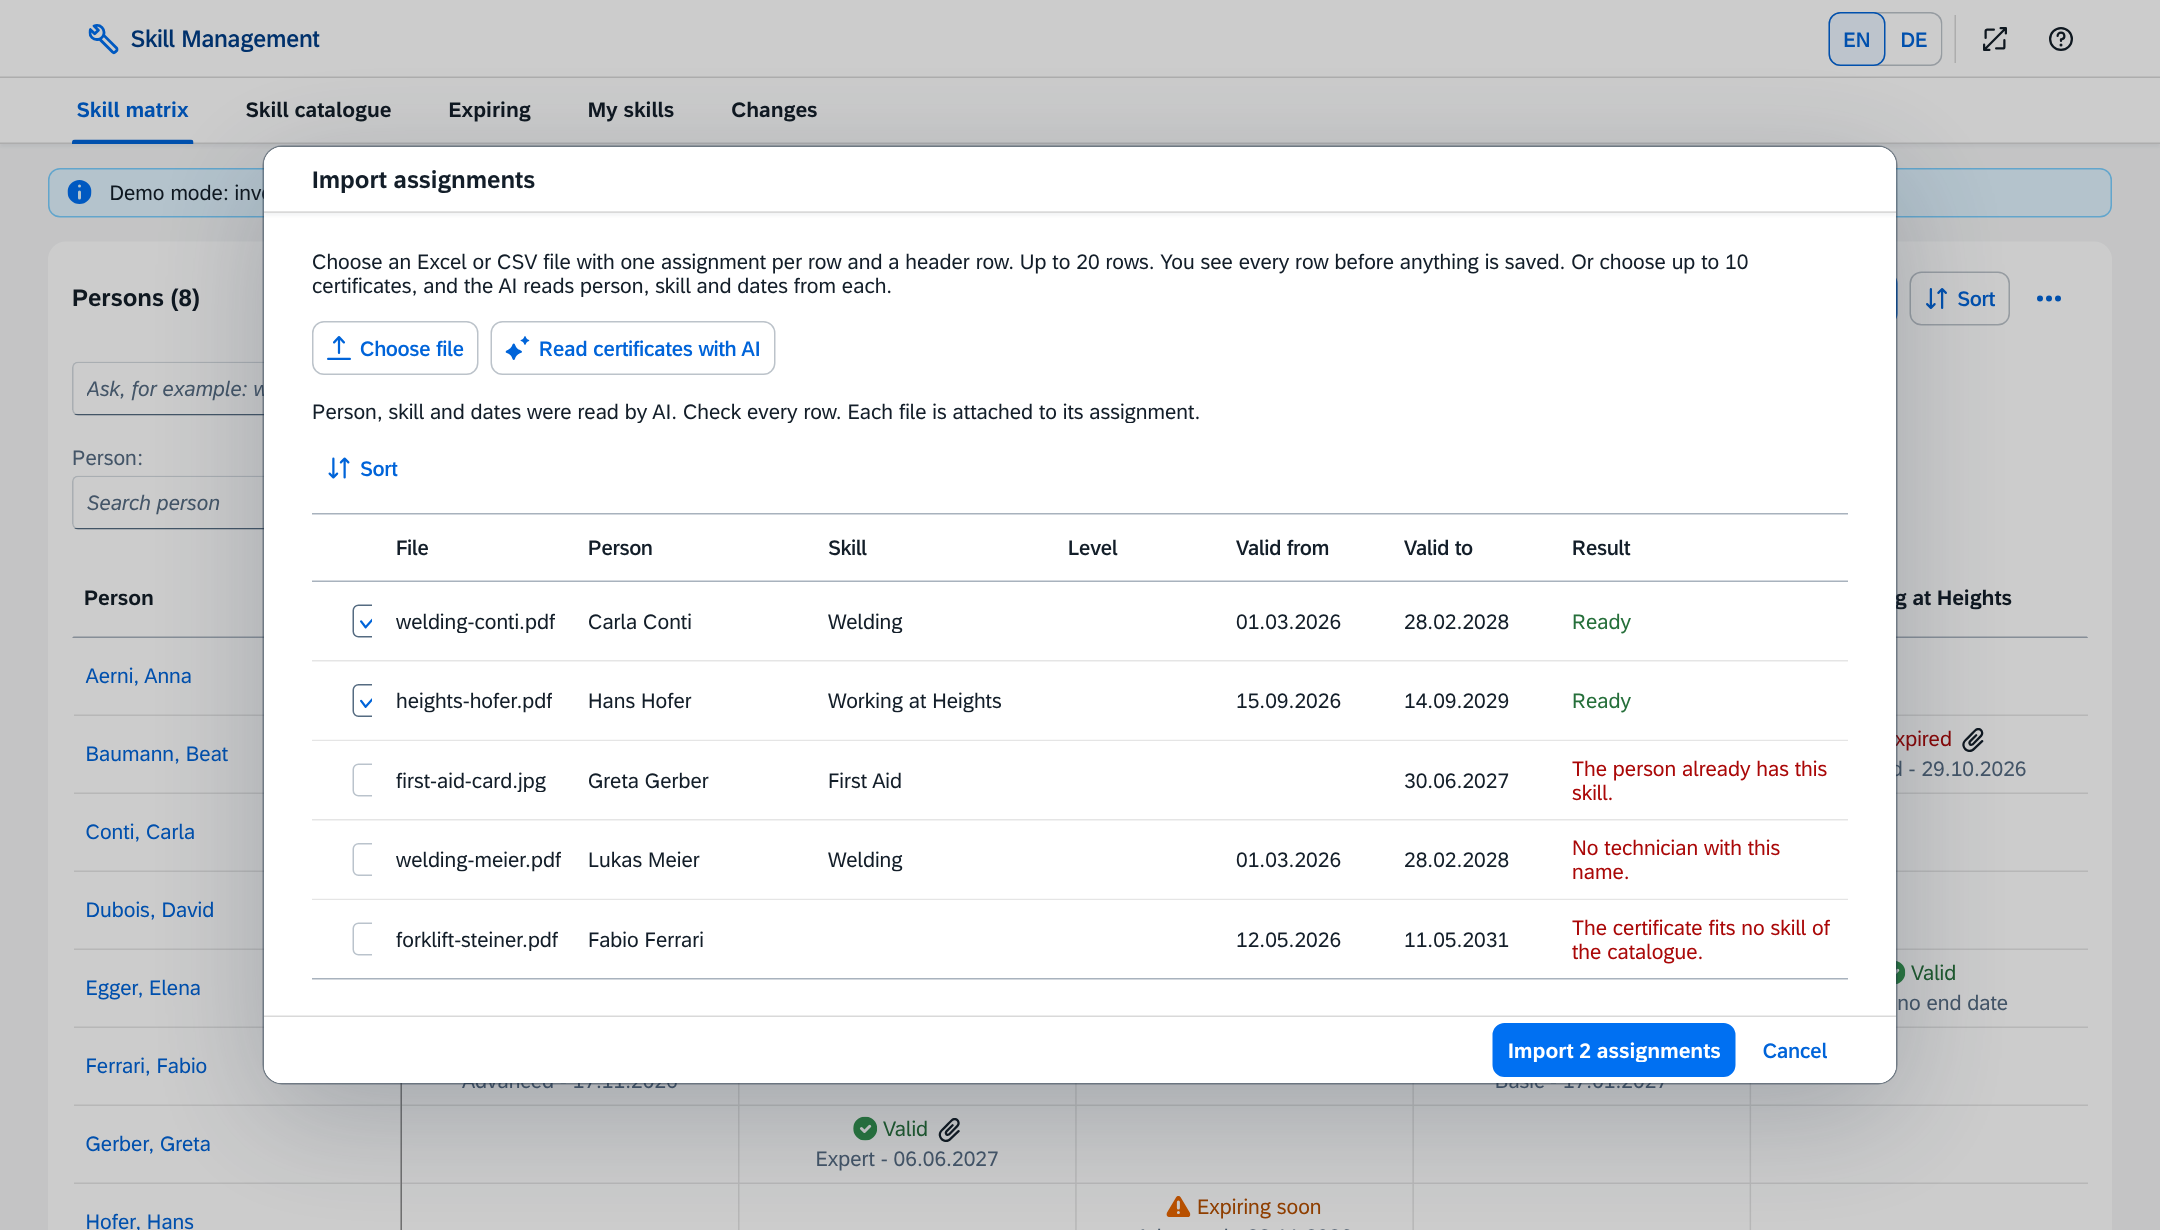 Skill Management
EN DE
Skill matrix Skill catalogue Expiring My skills Changes
Demo mode:
Import assignments
Choose an Excel or CSV file with one assignment per row and a header row. Up to 20 rows. You see every row before anything is saved. Or choose up to 10
certificates, and the AI reads person, skill and dates from each.
Persons (8)
Sort
Choose file Read certificates with AI
Ask, for example:
Person, skill and dates were read by AI. Check every row. Each file is attached to its assignment.
Person:
Sort
Search person
File Person Skill Level Valid from Valid to Result
Person
at Heights
welding-conti.pdf Carla Conti Welding 01.03.2026 28.02.2028 Ready
Aerni, Anna
heights-hofer.pdf Hans Hofer Working at Heights 15.09.2026 14.09.2029 Ready
Baumann, Beat
- 29.10.2026
first-aid-card.jpg Greta Gerber First Aid 30.06.2027 The person already has this
skill.
Conti, Carla
welding-meier.pdf Lukas Meier Welding 01.03.2026 28.02.2028 No technician with this
name.
Dubois, David
forklift-steiner.pdf Fabio Ferrari 12.05.2026 11.05.2031 The certificate fits no skill of
the catalogue.
Egger, Elena
Valid
no end date
Import 2 assignments Cancel
Ferrari, Fabio
Gerber, Greta
Valid
Expert - 06.06.2027
Hofer, Hans
Expiring soon